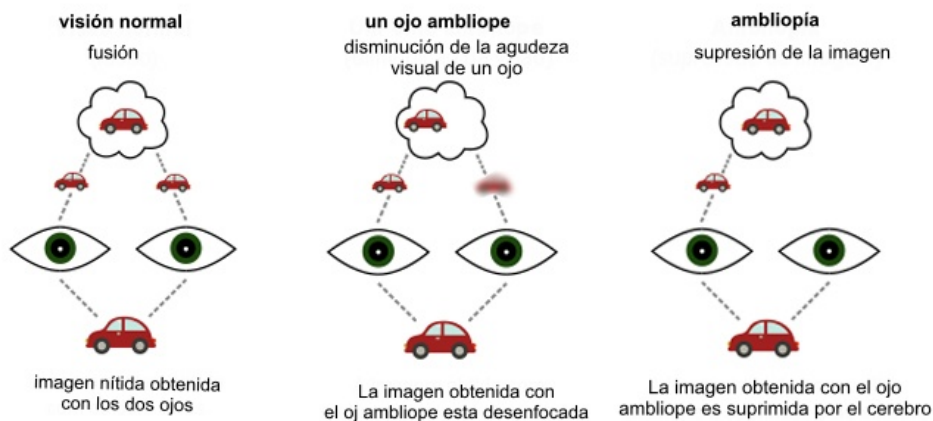 visión normal
fusión
imagen nítida obtenida
con los dos ojos
un ojo ambliope
disminución de la agudeza
visual de un ojo
La imagen obtenida con
el oj ambliope esta desenfocada
ambliopía
supresión de la imagen
La imagen obtenida con el ojo
ambliope es suprimida por el cerebro